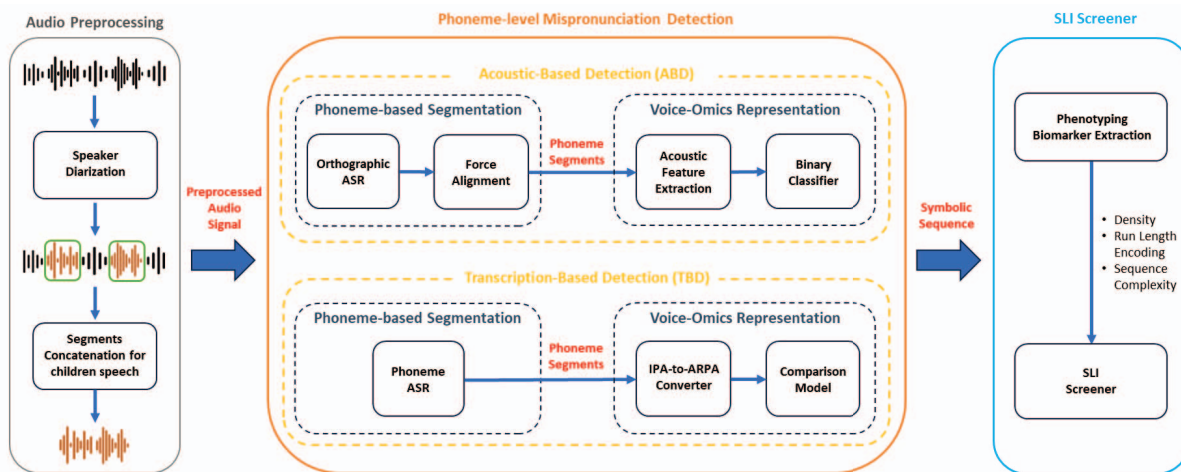 Audio Preprocessing
Speaker
Diarization
Segments
Concatenation for
children speech
Preprocessed
Audio
Signal
Phoneme-level Mispronunciation Detection
Acoustic-Based Detection (ABD)
Phoneme-based Segmentation
Orthographic
ASR
Force
Alignment
Phoneme
Segments
Voice-Omics Representation
Acoustic
Feature
Extraction
Binary
Classifier
Transcription-Based Detection (TBD)
Phoneme-based Segmentation
Phoneme
ASR
Phoneme
Segments
Voice-Omics Representation
IPA-to-ARPA
Converter
Comparison
Model
Symbolic
Sequence
SLI Screener
Phenotyping
Biomarker Extraction
• Density
• Run Length
Encoding
• Sequence
Complexity
SLI
Screener